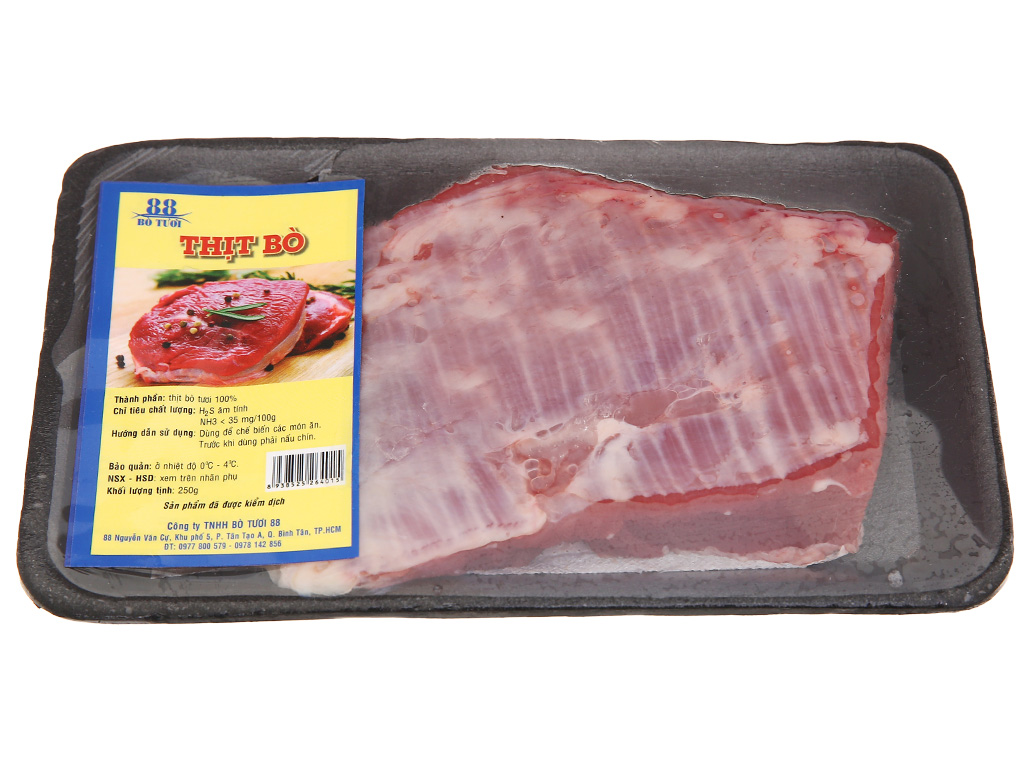 88
BÒ TƯƠI
THỊT BÒ
Thành phần: thịt bò tươi 100%
Chỉ tiêu chất lượng: H₂S âm tính
NH3 < 35 mg/100g
Hướng dẫn sử dụng: Dùng để chế biến các món ăn.
Trước khi dùng phải nấu chín.
Bảo quản: ở nhiệt độ 0°C - 4°C.
NSX - HSD: xem trên nhãn phụ
Khối lượng tịnh: 250g
8 938525 264015
Sản phẩm đã được kiểm dịch
Công ty TNHH BÒ TƯƠI 88
88 Nguyễn Văn Cự, Khu phố 5, P. Tân Tạo A, Q. Bình Tân, TP.HCM
ĐT: 0977 800 579 - 0978 142 856